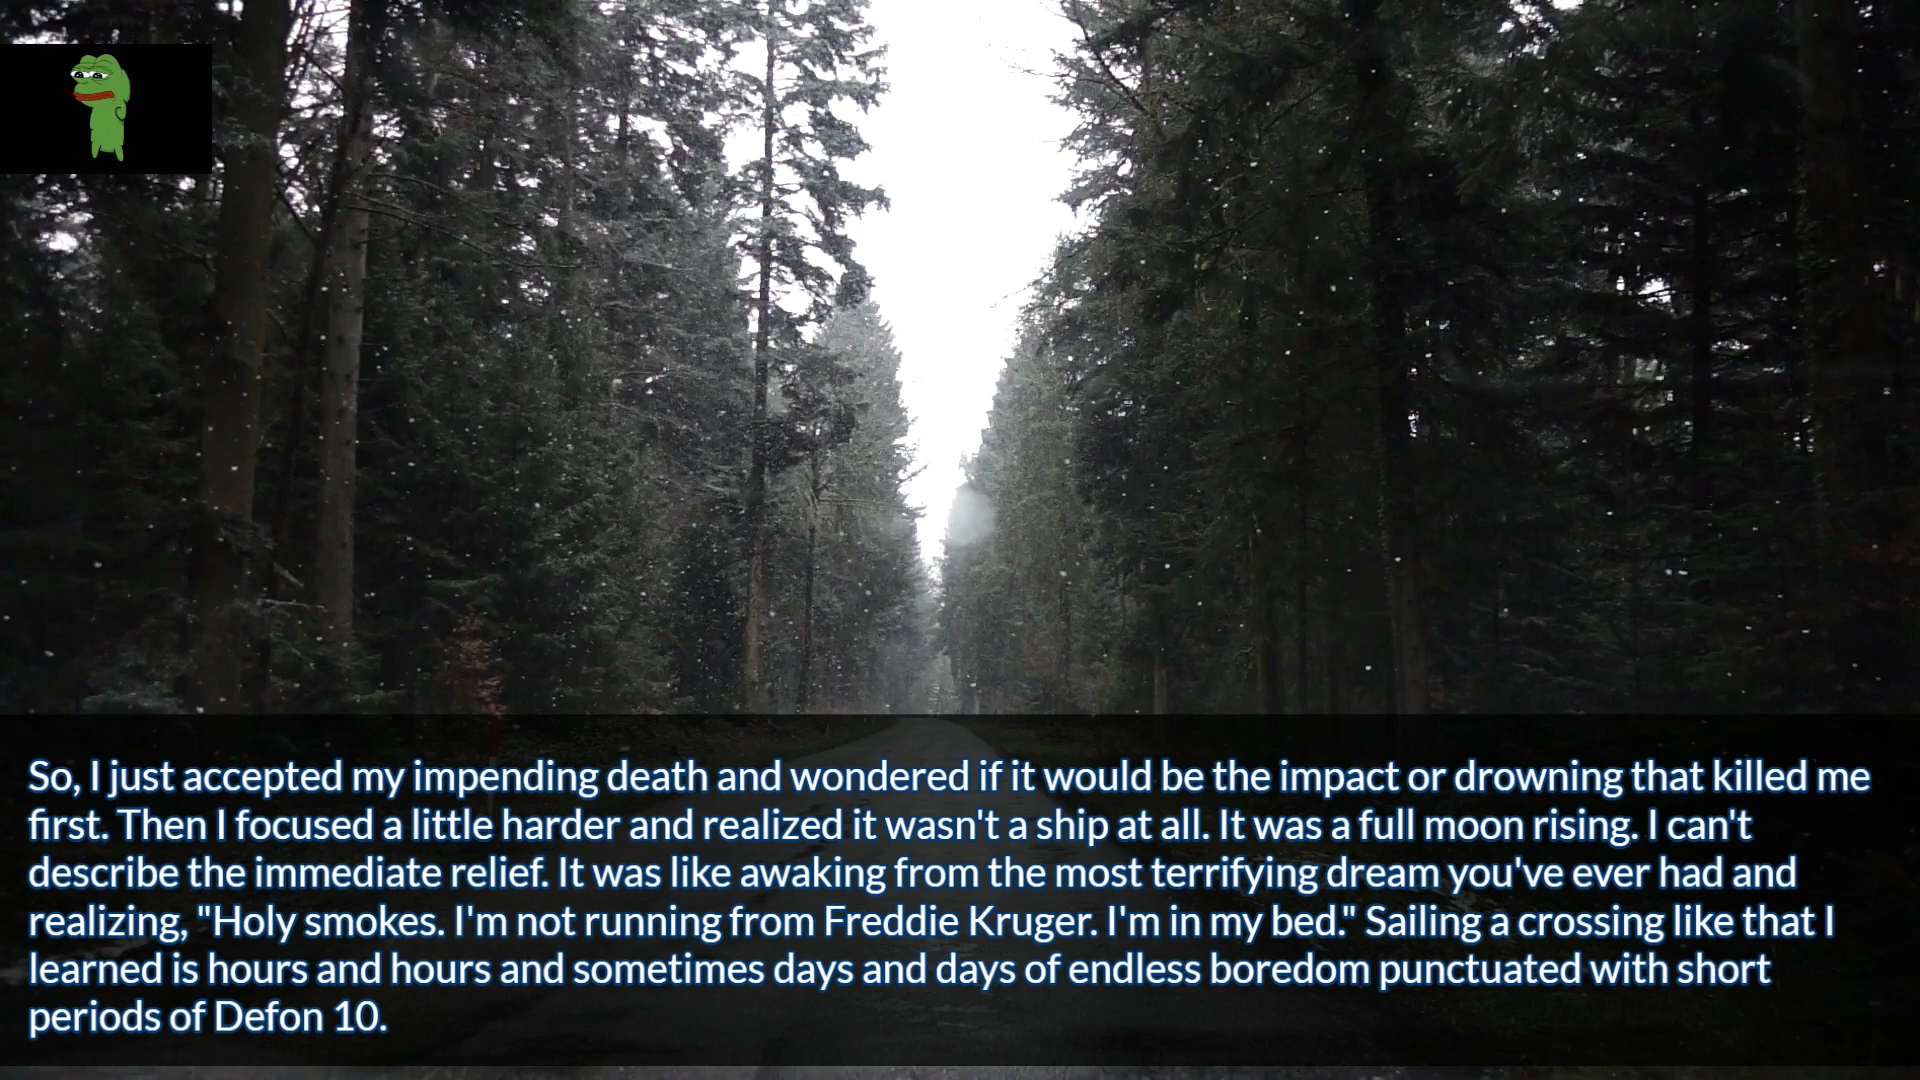 So, I just accepted my impending death and wondered if it would be the impact or drowning that killed me
first. Then I focused a little harder and realized it wasn't a ship at all. It was a full moon rising. I can't
describe the immediate relief. It was like awaking from the most terrifying dream you've ever had and
realizing, "Holy smokes. I'm not running from Freddie Kruger. I'm in my bed." Sailing a crossing like that I
learned is hours and hours and sometimes days and days of endless boredom punctuated with short
periods of Defon 10.